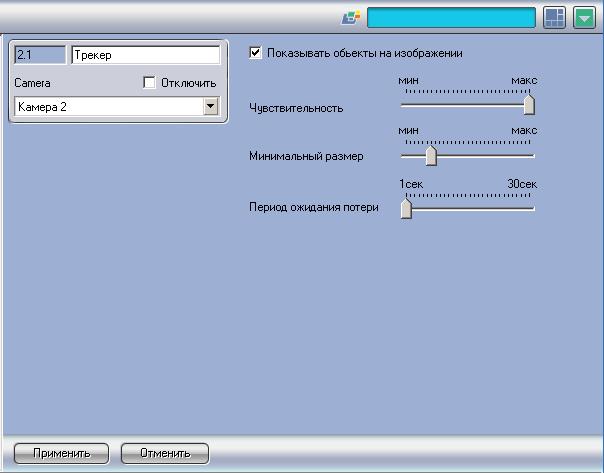 2.1 Трекер
Camera Отключить
Камера 2
Показывать объекты на изображении
мин макс
Чувствительность
мин макс
Минимальный размер
1сек 30сек
Период ожидания потери
Применить Отменить